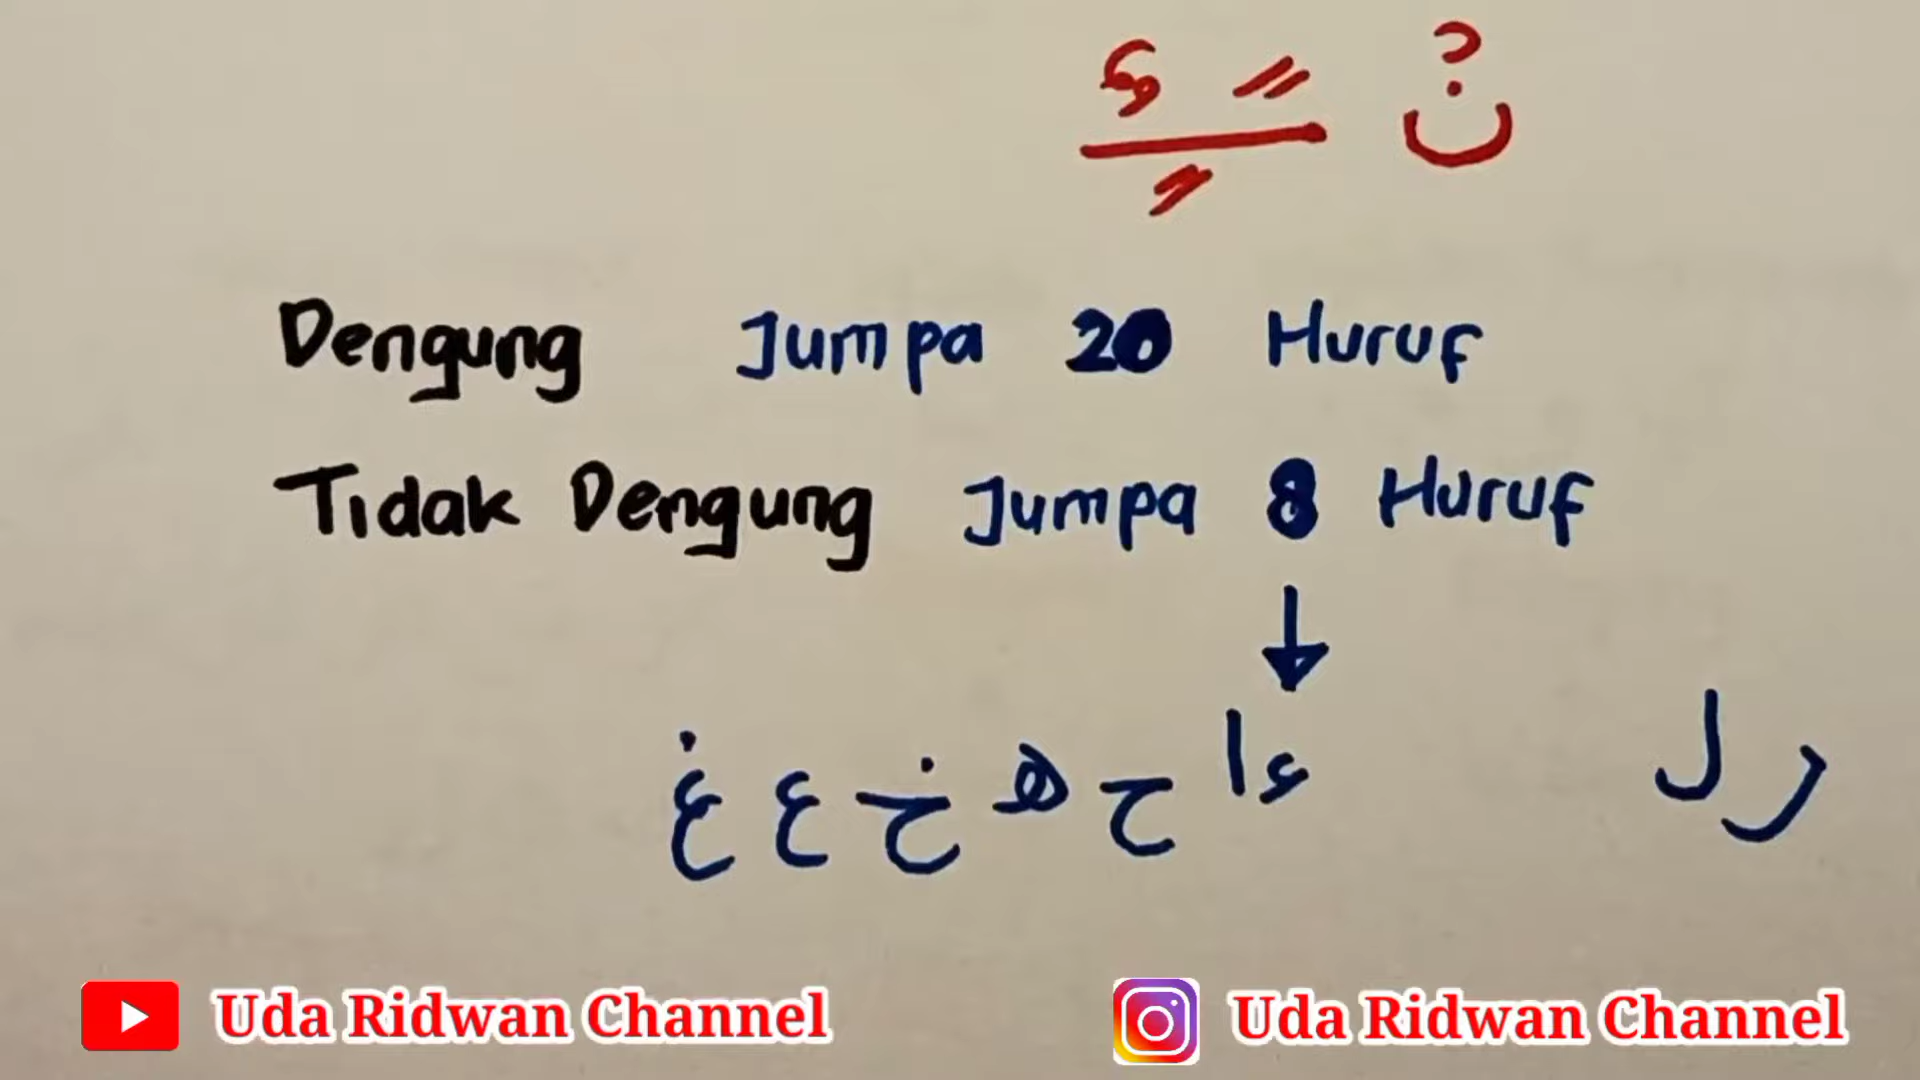 ـٌـًـٍ نْ
Dengung Jumpa 20 Huruf
Tidak Dengung Jumpa 8 Huruf
ر ل ء ا ح ه خ ع غ
Uda Ridwan Channel
Uda Ridwan Channel